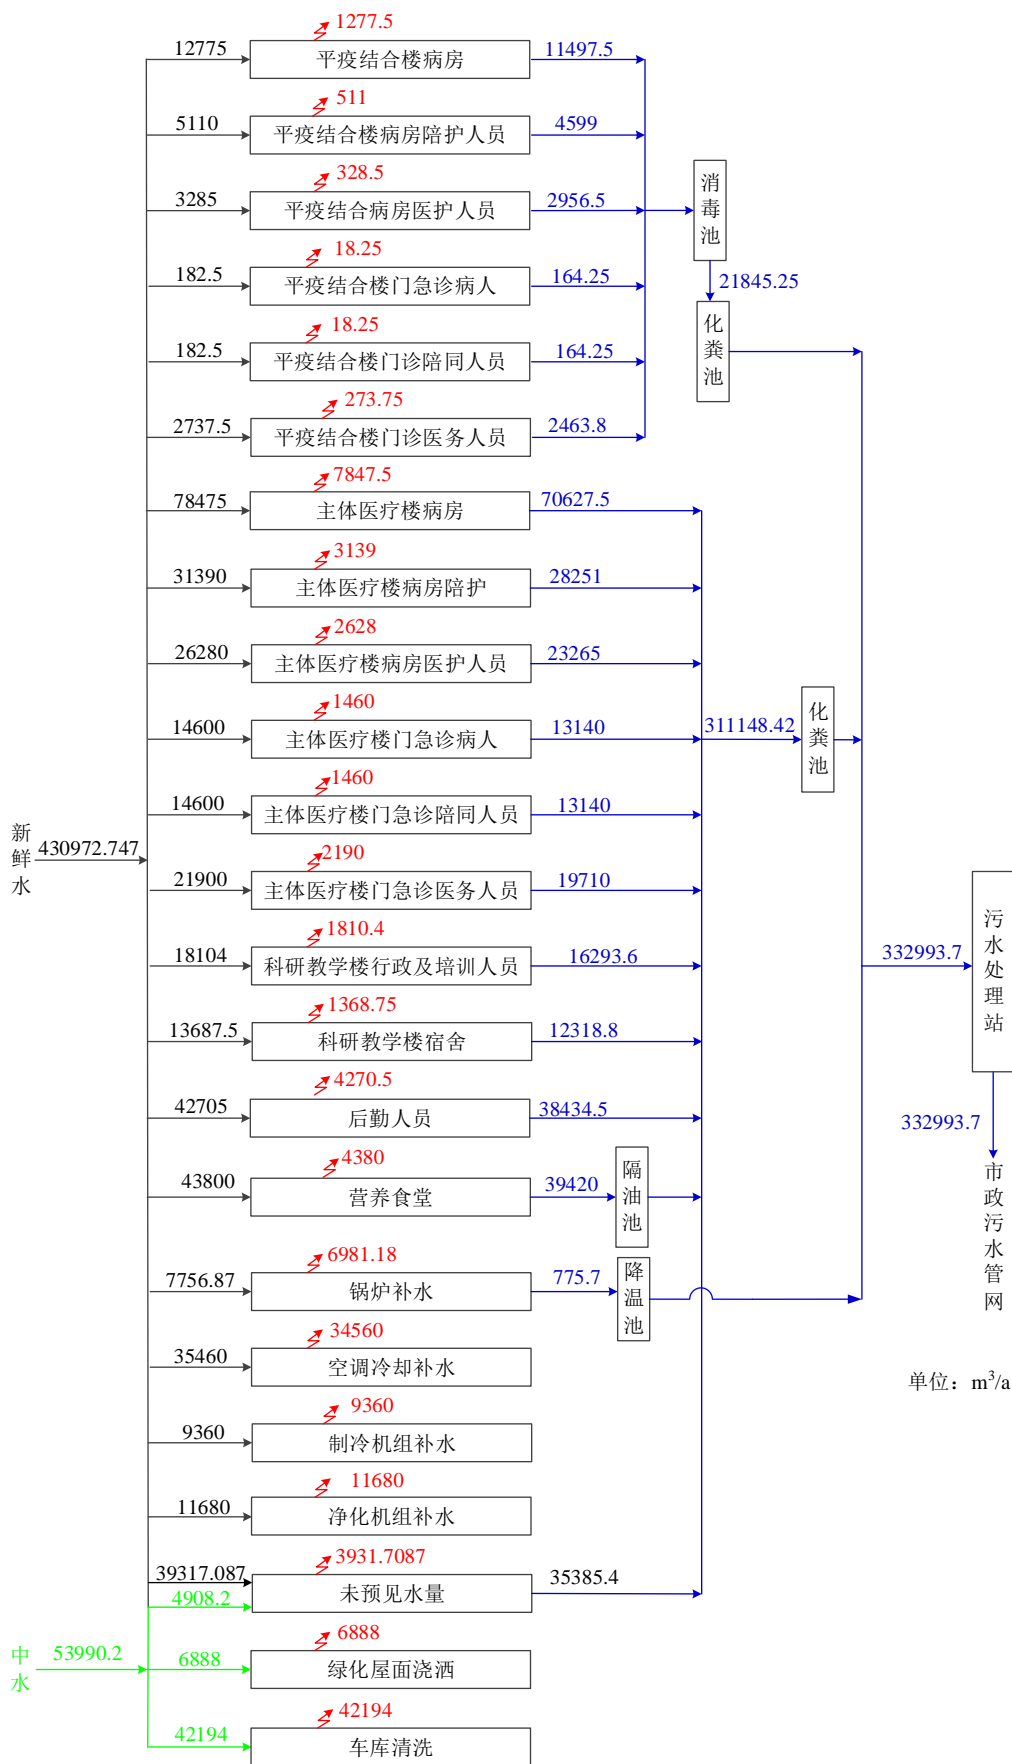 1277.5
12775
平疫结合楼病房
11497.5
511
5110
平疫结合楼病房陪护人员
4599
328.5
3285
平疫结合病房医护人员
2956.5
消毒池
18.25
182.5
平疫结合楼门急诊病人
164.25
21845.25
18.25
182.5
平疫结合楼门诊陪同人员
164.25
化粪池
273.75
2737.5
平疫结合楼门诊医务人员
2463.8
7847.5
78475
主体医疗楼病房
70627.5
3139
31390
主体医疗楼病房陪护
28251
2628
26280
主体医疗楼病房医护人员
23265
1460
14600
主体医疗楼门急诊病人
13140
311148.42
化粪池
1460
14600
主体医疗楼门急诊陪同人员
13140
新鲜水
430972.747
2190
21900
主体医疗楼门急诊医务人员
19710
1810.4
18104
科研教学楼行政及培训人员
16293.6
332993.7
污水处理站
1368.75
13687.5
科研教学楼宿舍
12318.8
4270.5
42705
后勤人员
38434.5
332993.7
市政污水管网
4380
43800
营养食堂
39420
隔油池
6981.18
7756.87
锅炉补水
775.7
降温池
34560
35460
空调冷却补水
单位：m³/a
9360
9360
制冷机组补水
11680
11680
净化机组补水
3931.7087
39317.087
未预见水量
35385.4
4908.2
中水
53990.2
6888
6888
绿化屋面浇洒
42194
42194
车库清洗